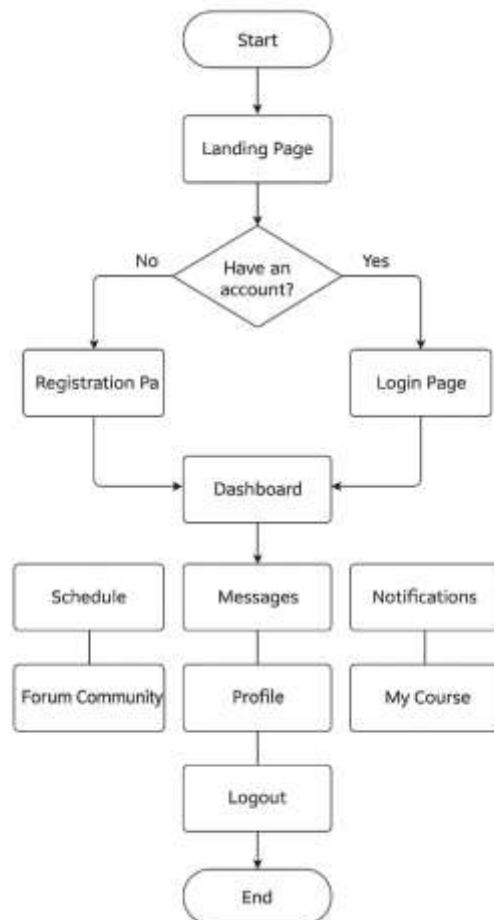 Start
Landing Page
Have an
account?
No
Yes
Registration Pa
Login Page
Dashboard
Schedule
Messages
Notifications
Forum Community
Profile
My Course
Logout
End